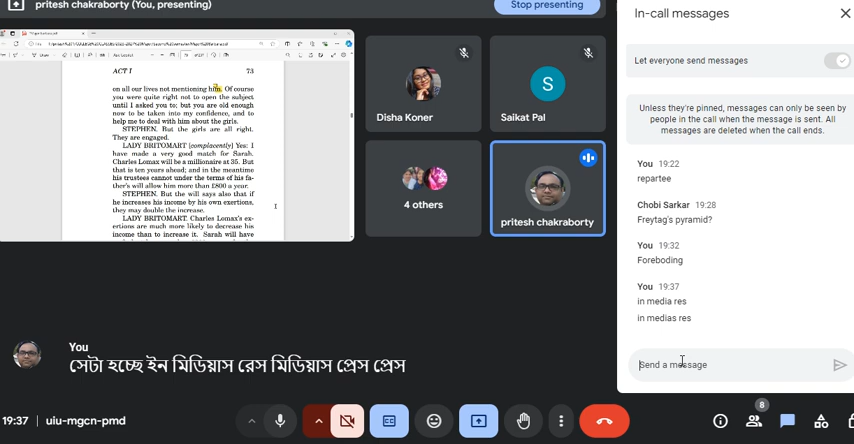 pritesh chakraborty (You, presenting)
Stop presenting
In-call messages
ACT I 73
on all our lives not mentioning him. Of course
you were quite right not to open the subject
until I asked you to; but you are old enough
now to be taken into my confidence, and to
help me to deal with him about the girls.
STEPHEN. But the girls are all right.
They are engaged.
LADY BRITOMART [complacently] Yes: I
have made a very good match for Sarah.
Charles Lomax will be a millionaire at 35. But
that is ten years ahead; and in the meantime
his trustees cannot under the terms of his fa-
ther's will allow him more than £800 a year.
STEPHEN. But the will says also that if
he increases his income by his own exertions,
they may double the increase.
LADY BRITOMART. Charles Lomax's ex-
ertions are much more likely to decrease his
income than to increase it. Sarah will have
Disha Koner
S
Saikat Pal
4 others
pritesh chakraborty
Let everyone send messages
Unless they're pinned, messages can only be seen by
people in the call when the message is sent. All
messages are deleted when the call ends.
You 19:22
repartee
Chobi Sarkar 19:28
Freytag's pyramid?
You 19:32
Foreboding
You 19:37
in media res
in medias res
Send a message
You
সেটা হচ্ছে ইন মিডিয়াস রেস মিডিয়াস প্রেস প্রেস
19:37 | uiu-mgcn-pmd
8